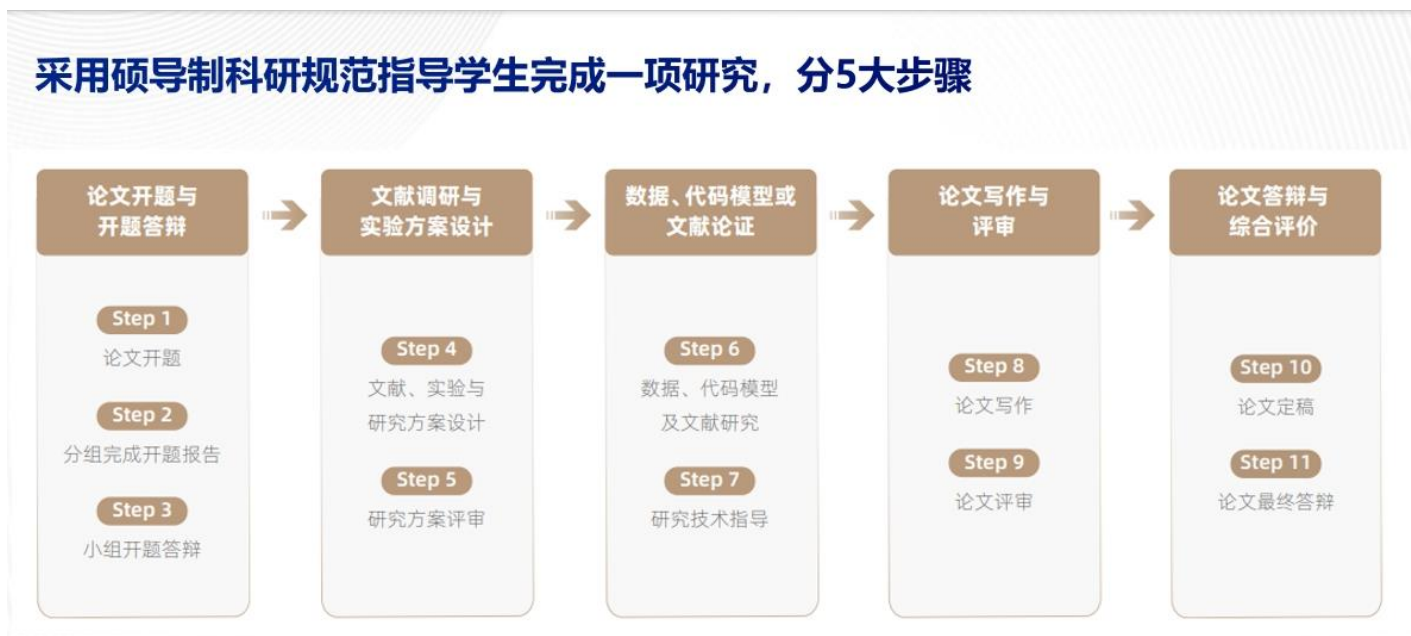 采用硕导制科研规范指导学生完成一项研究，分5大步骤
论文开题与
开题答辩
Step 1
论文开题
Step 2
分组完成开题报告
Step 3
小组开题答辩
文献调研与
实验方案设计
Step 4
文献、实验与
研究方案设计
Step 5
研究方案评审
数据、代码模型或
文献论证
Step 6
数据、代码模型
及文献研究
Step 7
研究技术指导
论文写作与
评审
Step 8
论文写作
Step 9
论文评审
论文答辩与
综合评价
Step 10
论文定稿
Step 11
论文最终答辩